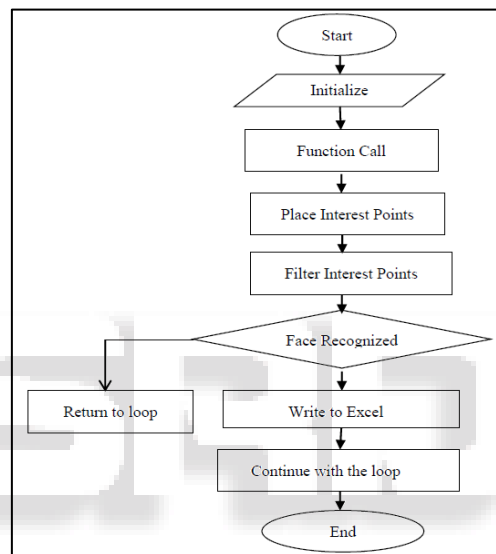 Start
Initialize
Function Call
Place Interest Points
Filter Interest Points
Face Recognized
Return to loop
Write to Excel
Continue with the loop
End